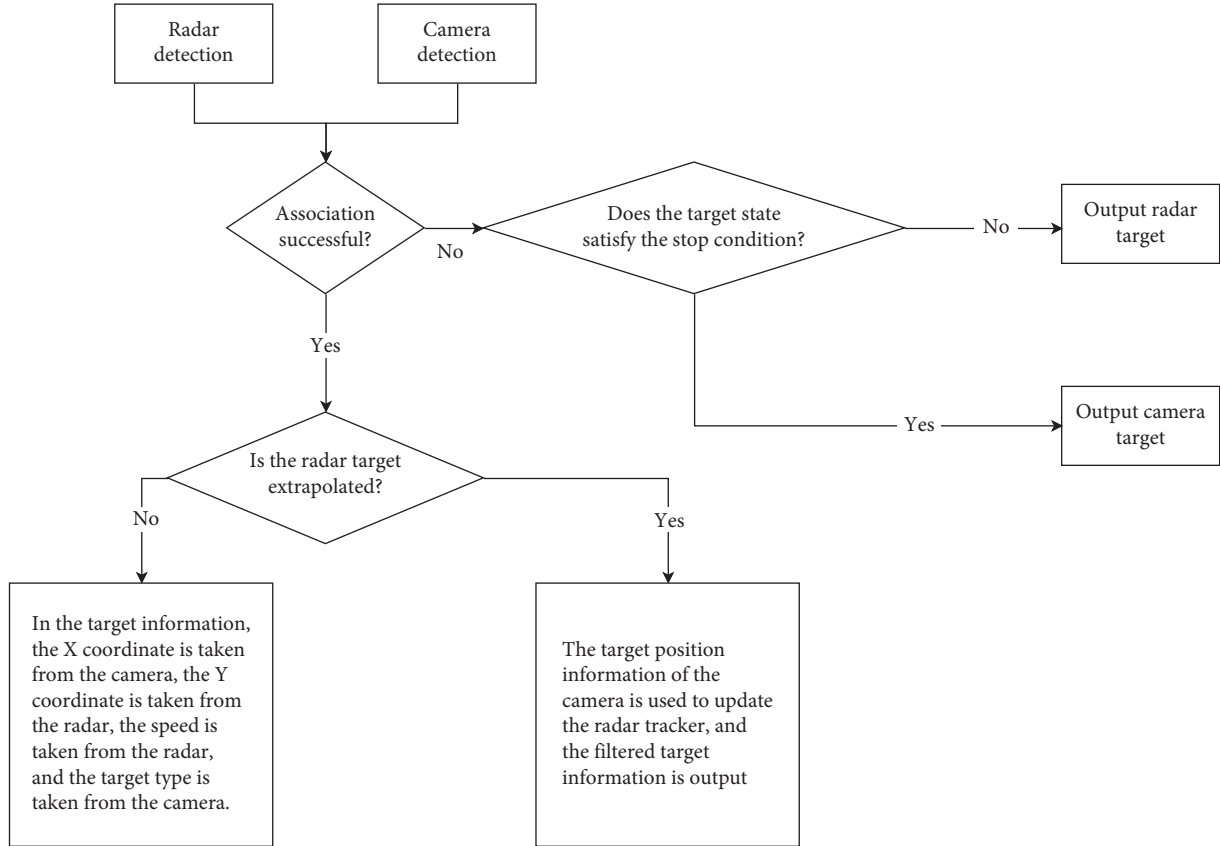 Radar
detection
Camera
detection
Association
successful?
No
Does the target state
satisfy the stop condition?
No
Output radar
target
Yes
Yes
Output camera
target
Is the radar target
extrapolated?
No
Yes
In the target information,
the X coordinate is taken
from the camera, the Y
coordinate is taken from
the radar, the speed is
taken from the radar,
and the target type is
taken from the camera.
The target position
information of the
camera is used to update
the radar tracker, and
the filtered target
information is output